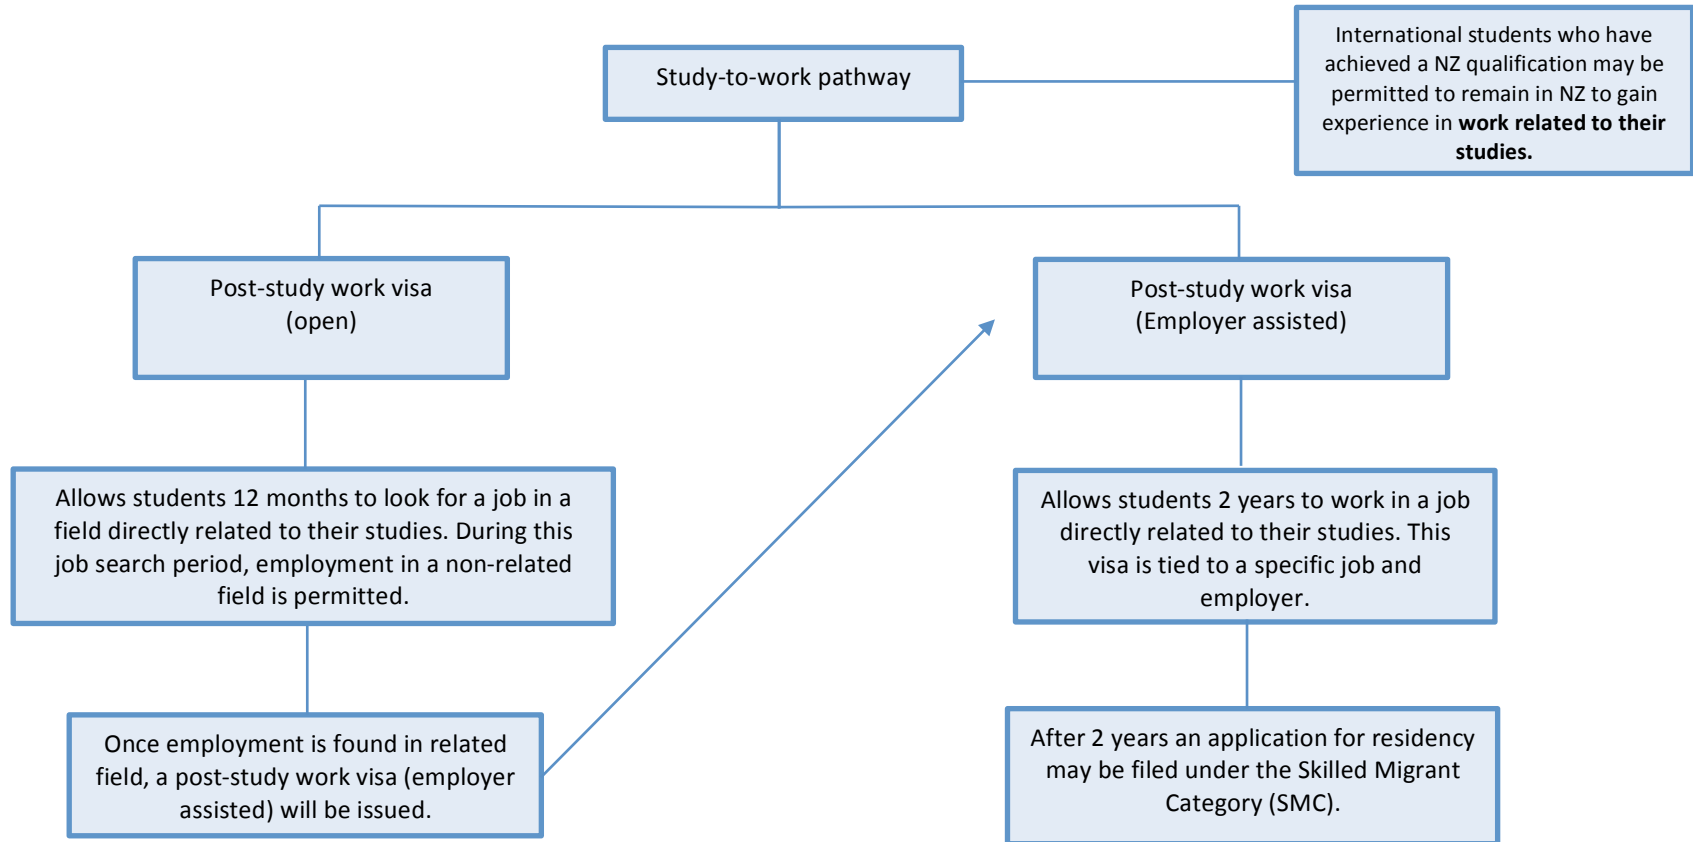 Study-to-work pathway
International students who have
achieved a NZ qualification may be
permitted to remain in NZ to gain
experience in work related to their
studies.
Post-study work visa
(open)
Post-study work visa
(Employer assisted)
Allows students 12 months to look for a job in a
field directly related to their studies. During this
job search period, employment in a non-related
field is permitted.
Allows students 2 years to work in a job
directly related to their studies. This
visa is tied to a specific job and
employer.
Once employment is found in related
field, a post-study work visa (employer
assisted) will be issued.
After 2 years an application for residency
may be filed under the Skilled Migrant
Category (SMC).